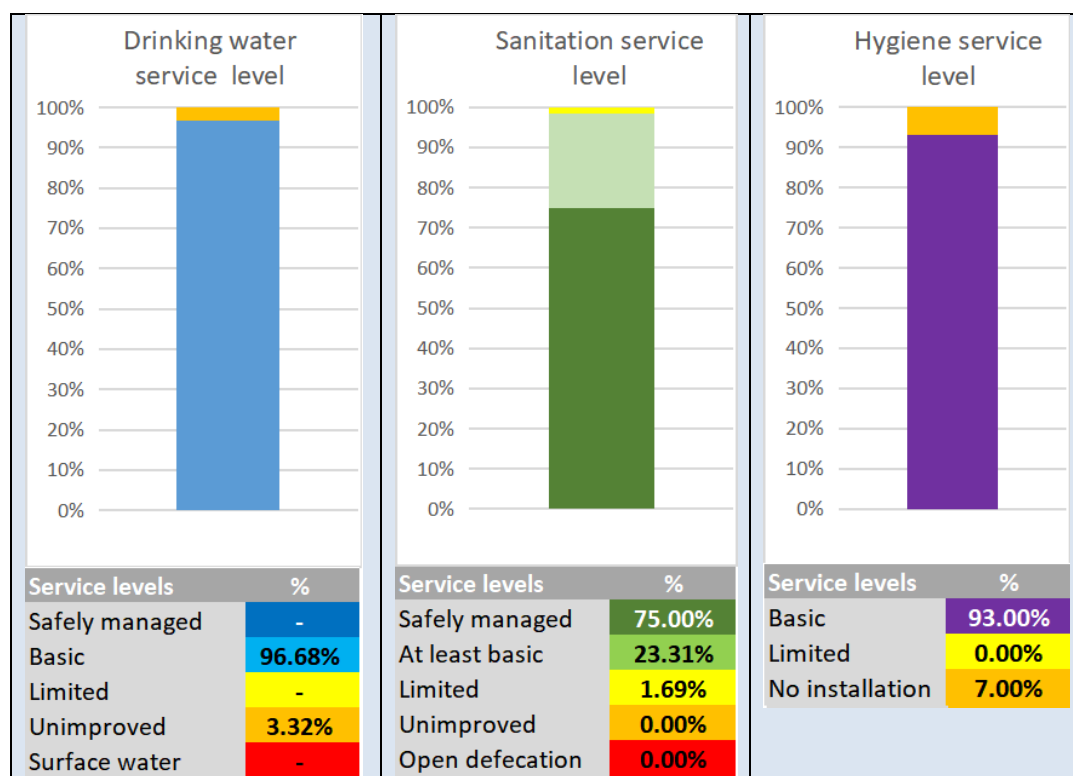 Drinking water
service level
100%
90%
80%
70%
60%
50%
40%
30%
20%
10%
0%
Service levels %
Safely managed -
Basic 96.68%
Limited -
Unimproved 3.32%
Surface water -
Sanitation service
level
100%
90%
80%
70%
60%
50%
40%
30%
20%
10%
0%
Service levels %
Safely managed 75.00%
At least basic 23.31%
Limited 1.69%
Unimproved 0.00%
Open defecation 0.00%
Hygiene service
level
100%
90%
80%
70%
60%
50%
40%
30%
20%
10%
0%
Service levels %
Basic 93.00%
Limited 0.00%
No installation 7.00%